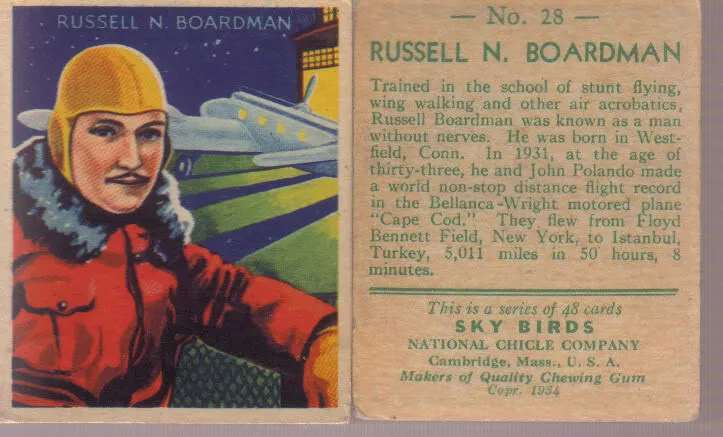 RUSSELL N. BOARDMAN
— No. 28 —
RUSSELL N. BOARDMAN
Trained in the school of stunt flying,
wing walking and other air acrobatics,
Russell Boardman was known as a man
without nerves. He was born in West-
field, Conn. In 1931, at the age of
thirty-three, he and John Polando made
a world non-stop distance flight record
in the Bellanca-Wright motored plane
"Cape Cod." They flew from Floyd
Bennett Field, New York, to Istanbul,
Turkey, 5,011 miles in 50 hours, 8
minutes.
This is a series of 48 cards
SKY BIRDS
NATIONAL CHICLE COMPANY
Cambridge, Mass., U. S. A.
Makers of Quality Chewing Gum
Copr. 1934